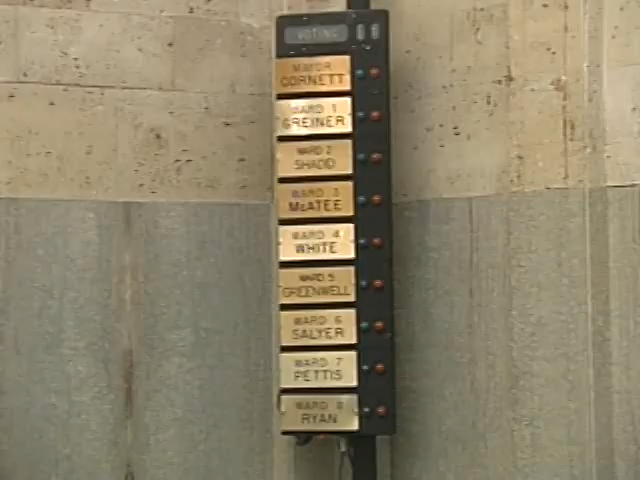 VOTING
MAYOR
CORNETT
WARD 1
GREINER
WARD 2
SHADID
WARD 3
McATEE
WARD 4
WHITE
WARD 5
GREENWELL
WARD 6
SALYER
WARD 7
PETTIS
WARD 8
RYAN